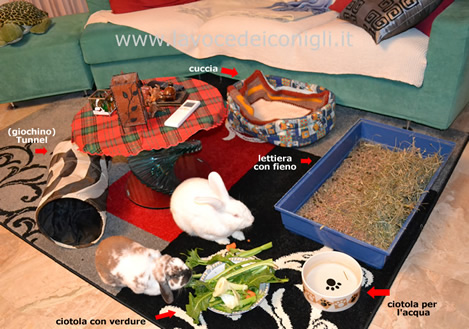 www.lavocedeiconigli.it
cuccia
(giochino)
Tunnel
lettiera
con fieno
ciotola per
l'acqua
ciotola con verdure